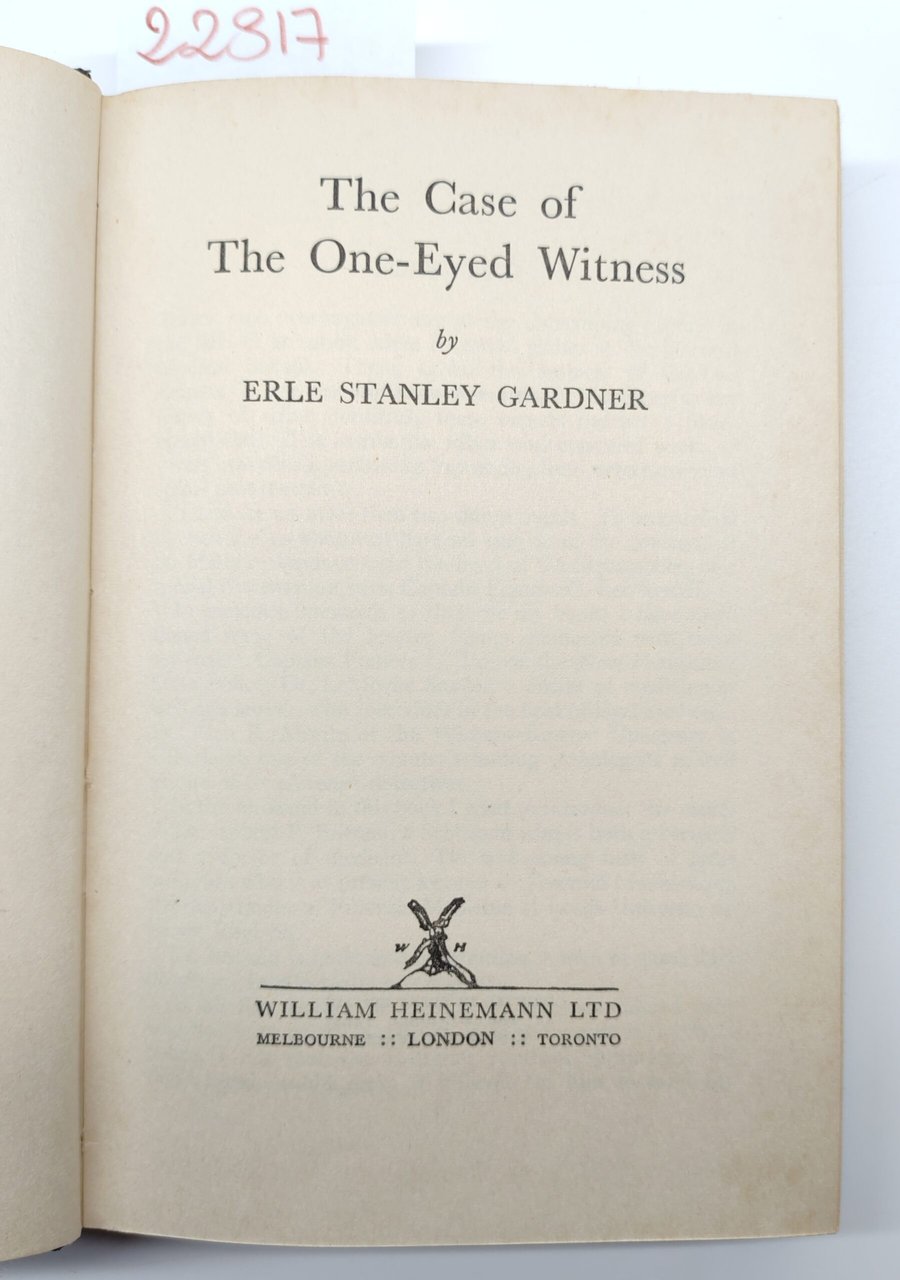 22817
The Case of
The One-Eyed Witness
by
ERLE STANLEY GARDNER
W H
WILLIAM HEINEMANN LTD
MELBOURNE :: LONDON :: TORONTO